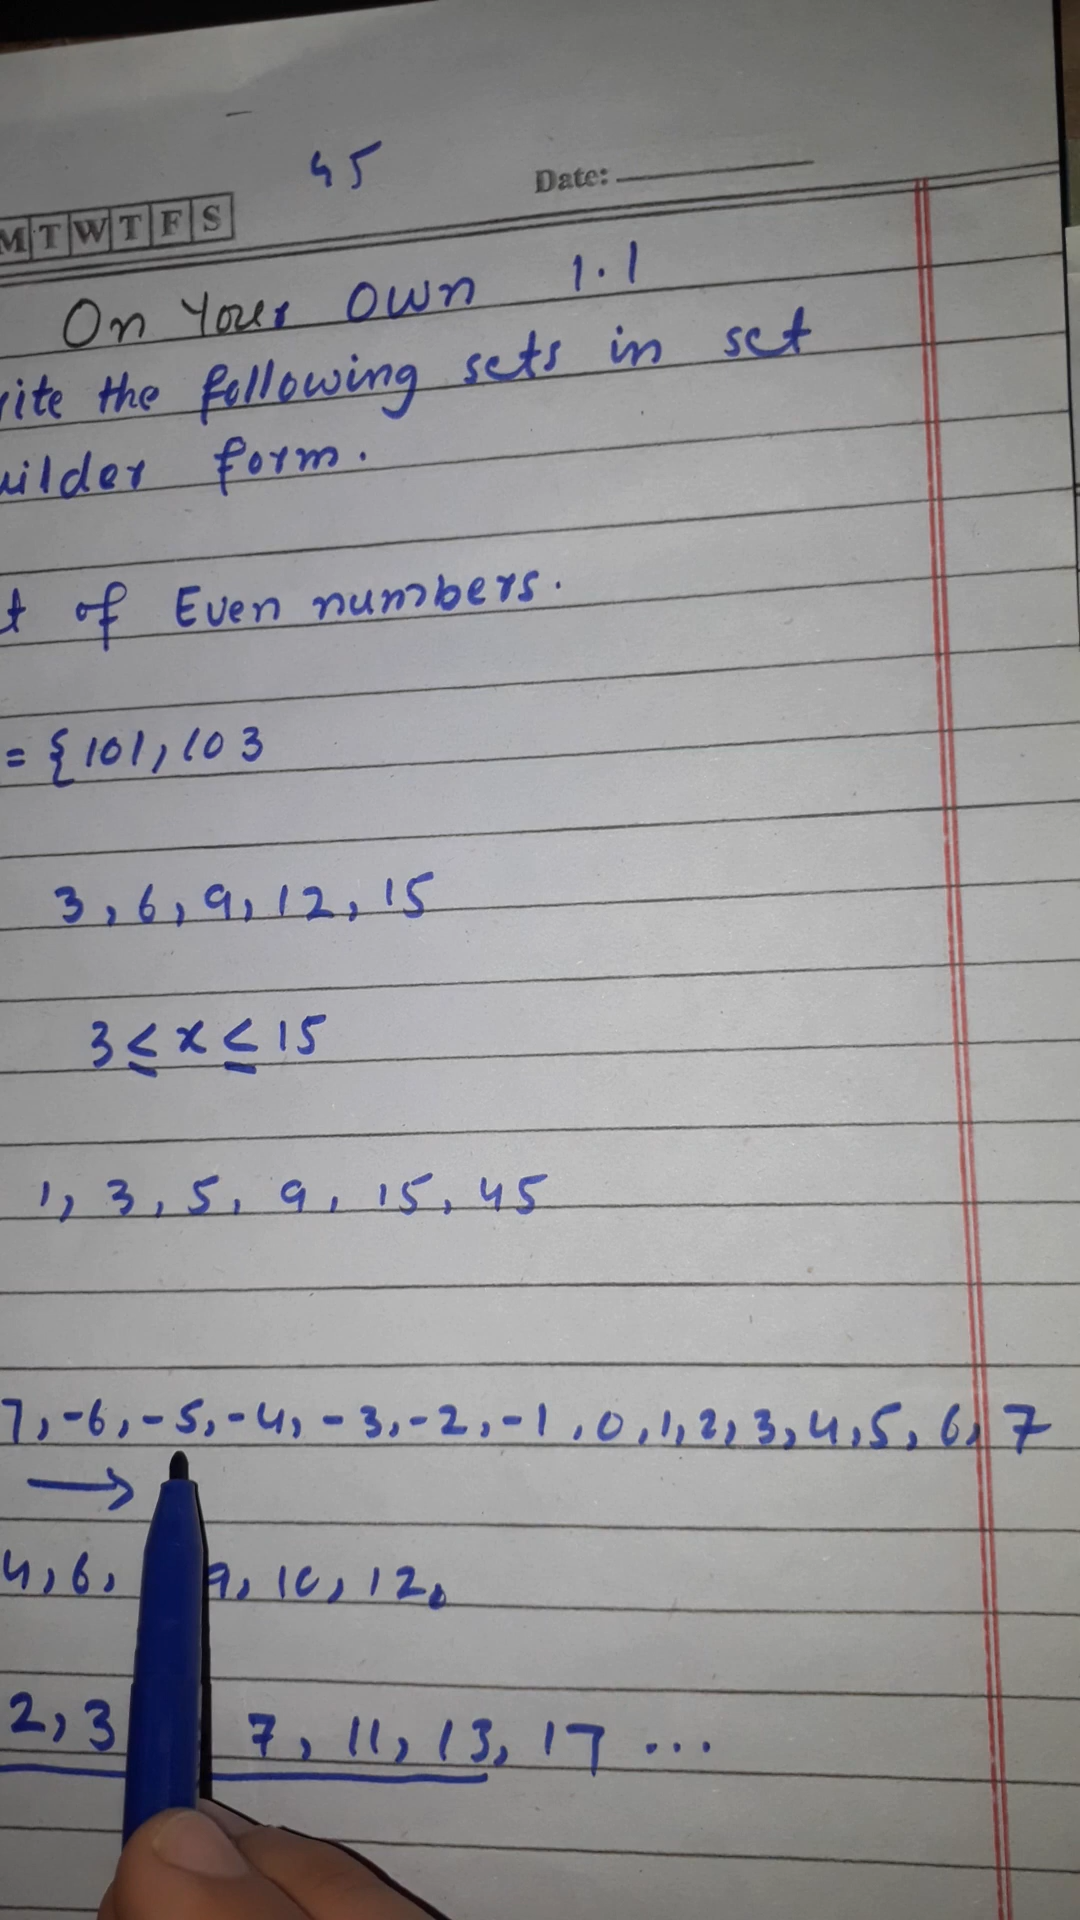 45
Date:
M T W T F S
On Your Own 1.1
rite the following sets in set
uilder form.
t of Even numbers.
= {101, 103
3, 6, 9, 12, 15
3 ≤ x ≤ 15
1, 3, 5, 9, 15, 45
7, -6, -5, -4, -3, -2, -1, 0, 1, 2, 3, 4, 5, 6, 7
→
4, 6, 9, 10, 12,
2, 3 7, 11, 13, 17 ...